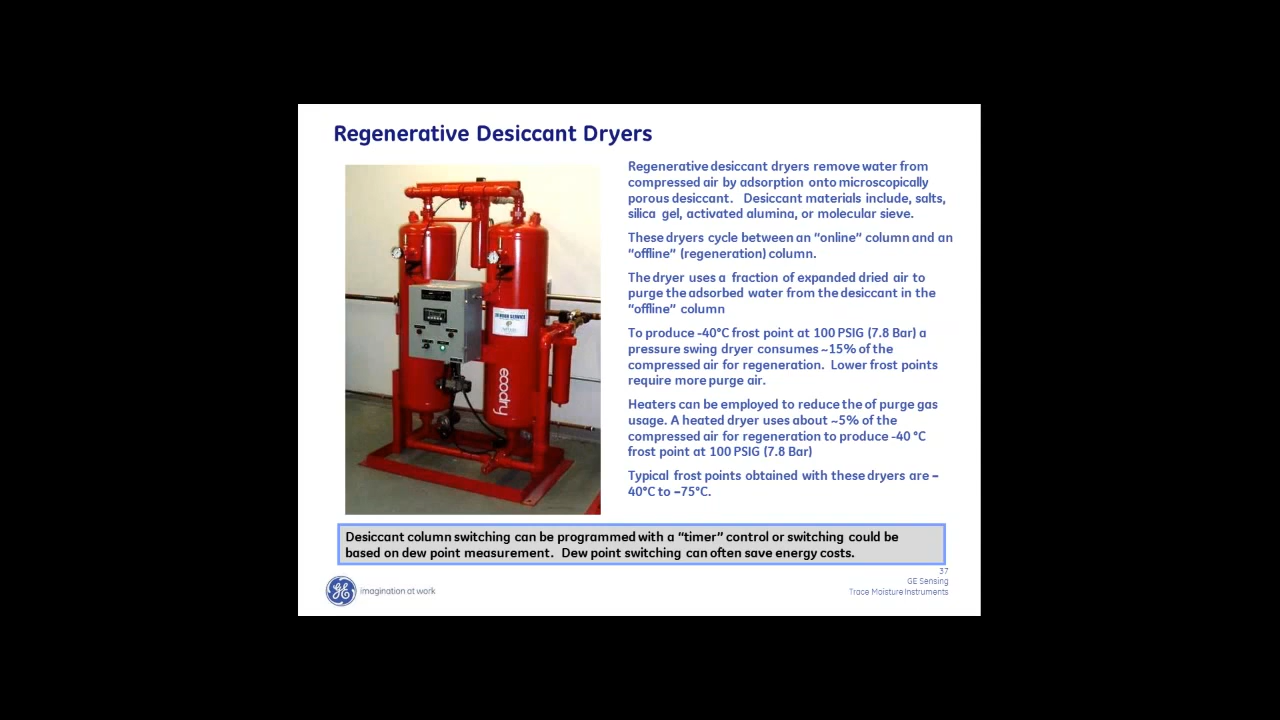 Regenerative Desiccant Dryers
Regenerative desiccant dryers remove water from
compressed air by adsorption onto microscopically
porous desiccant. Desiccant materials include, salts,
silica gel, activated alumina, or molecular sieve.
These dryers cycle between an “online” column and an
“offline” (regeneration) column.
The dryer uses a fraction of expanded dried air to
purge the adsorbed water from the desiccant in the
“offline” column
To produce -40°C frost point at 100 PSIG (7.8 Bar) a
pressure swing dryer consumes ~15% of the
compressed air for regeneration. Lower frost points
require more purge air.
Heaters can be employed to reduce the of purge gas
usage. A heated dryer uses about ~5% of the
compressed air for regeneration to produce -40 °C
frost point at 100 PSIG (7.8 Bar)
Typical frost points obtained with these dryers are –
40°C to –75°C.
ecodry
Desiccant column switching can be programmed with a “timer” control or switching could be
based on dew point measurement. Dew point switching can often save energy costs.
37
GE Sensing
Trace Moisture Instruments
GE
imagination at work